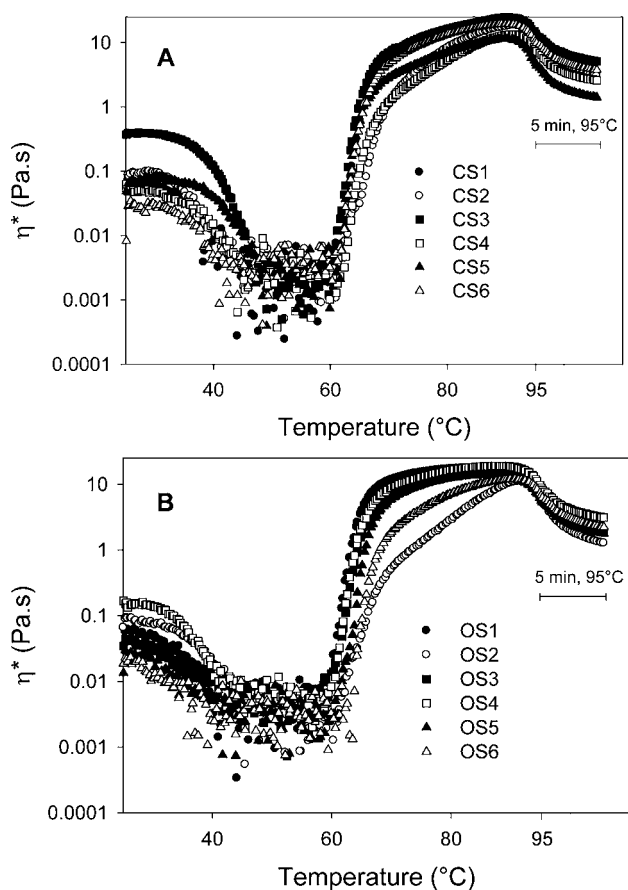 A
10
1
0.1
0.01
0.001
0.0001
η* (Pa.s)
5 min, 95°C
CS1
CS2
CS3
CS4
CS5
CS6
40
60
80
95
Temperature (°C)
B
10
1
0.1
0.01
0.001
0.0001
η* (Pa.s)
5 min, 95°C
OS1
OS2
OS3
OS4
OS5
OS6
40
60
80
95
Temperature (°C)